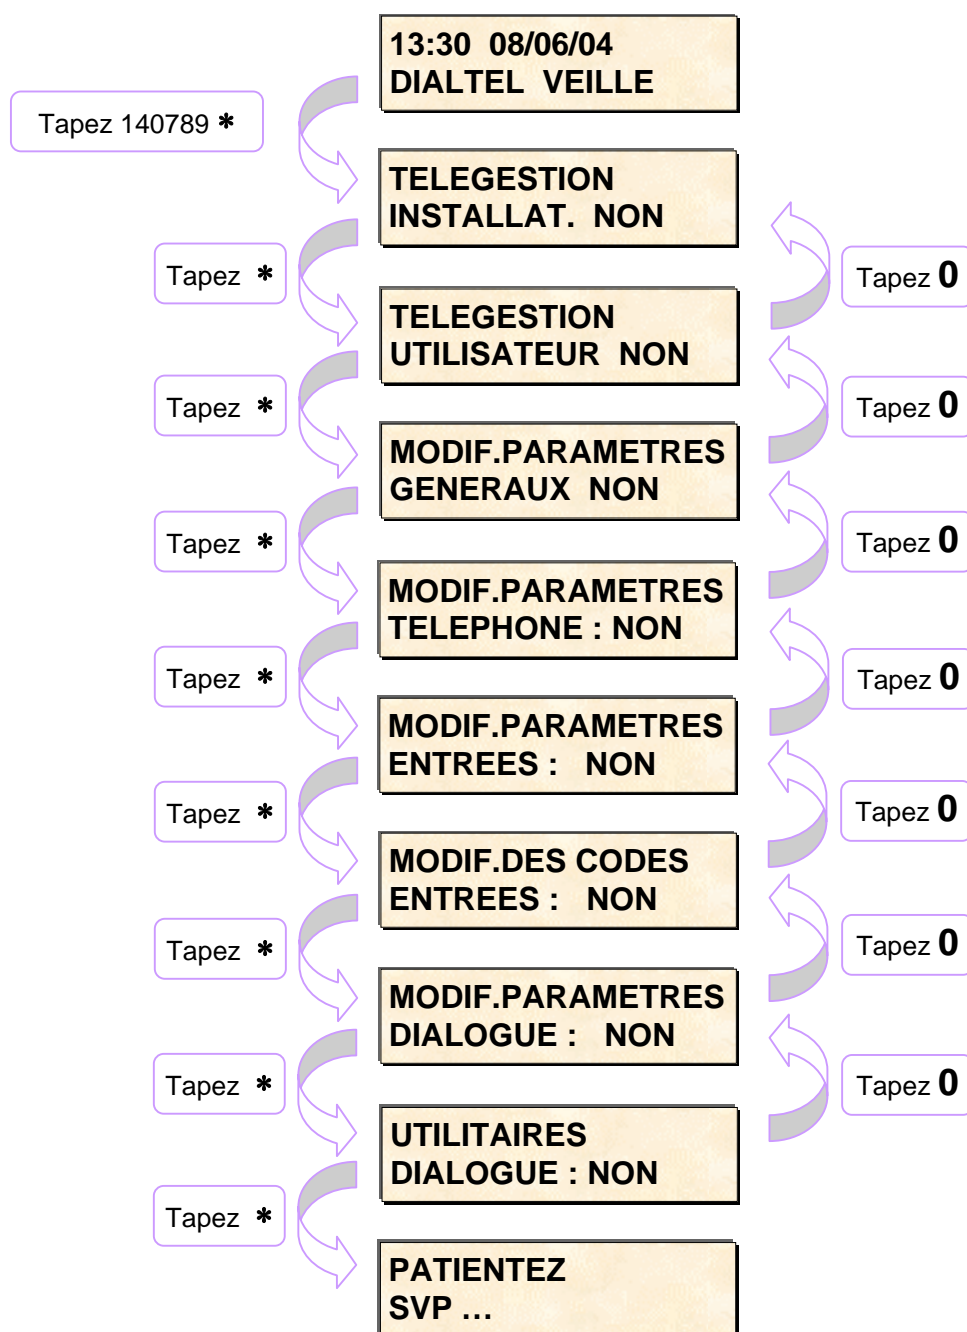 13:30 08/06/04
DIALTEL VEILLE
Tapez 140789 *
TELEGESTION
INSTALLAT. NON
Tapez *
Tapez 0
TELEGESTION
UTILISATEUR NON
Tapez *
Tapez 0
MODIF.PARAMETRES
GENERAUX NON
Tapez *
Tapez 0
MODIF.PARAMETRES
TELEPHONE : NON
Tapez *
Tapez 0
MODIF.PARAMETRES
ENTREES : NON
Tapez *
Tapez 0
MODIF.DES CODES
ENTREES : NON
Tapez *
Tapez 0
MODIF.PARAMETRES
DIALOGUE : NON
Tapez *
Tapez 0
UTILITAIRES
DIALOGUE : NON
Tapez *
PATIENTEZ
SVP …